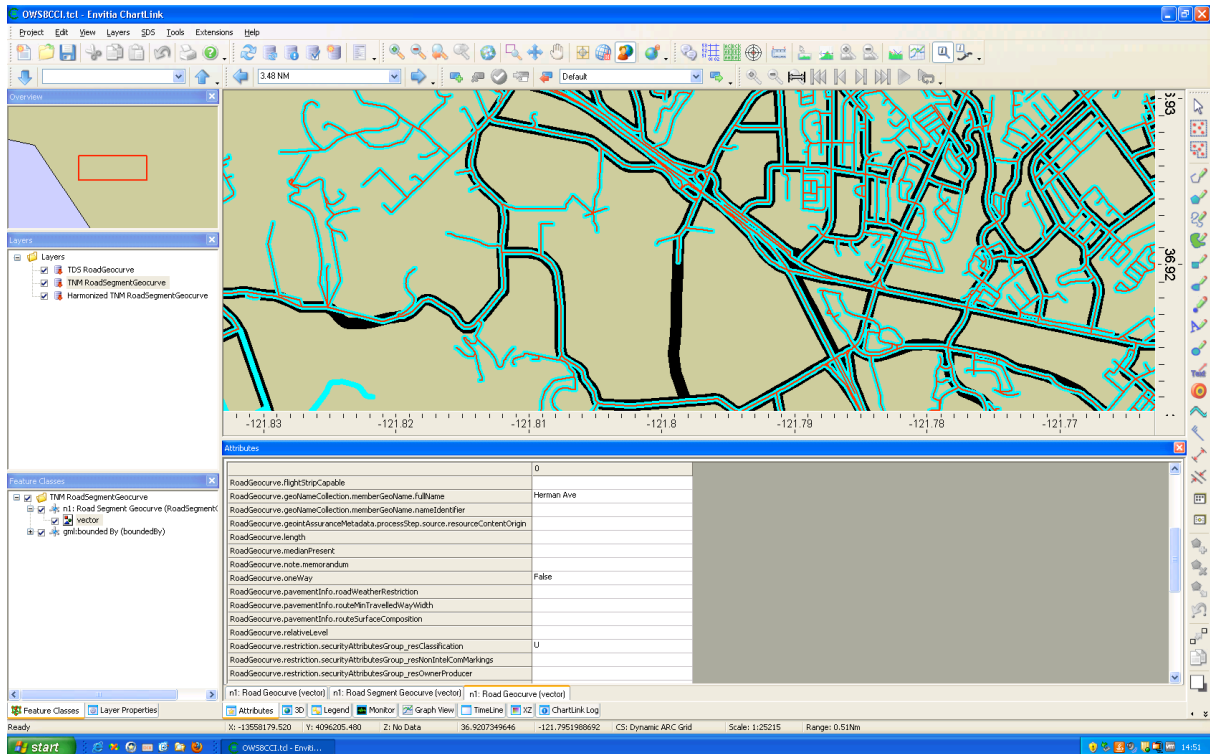 OWS8CCI.tcl - Envitia ChartLink
Project Edit View Layers SDS Tools Extensions Help
3.48 NM
Default
Overview
Layers
Layers
TDS RoadGeocurve
TNM RoadSegmentGeocurve
Harmonized TNM RoadSegmentGeocurve
Feature Classes
TNM RoadSegmentGeocurve
n1: Road Segment Geocurve (RoadSegment(
vector
gml:bounded By (boundedBy)
Feature Classes Layer Properties
36.92
-121.83 -121.82 -121.81 -121.8 -121.79 -121.78 -121.77
Attributes
0
RoadGeocurve.flightStripCapable
RoadGeocurve.geoNameCollection.memberGeoName.fullName Herman Ave
RoadGeocurve.geoNameCollection.memberGeoName.nameIdentifier
RoadGeocurve.geointAssuranceMetadata.processStep.source.resourceContentOrigin
RoadGeocurve.length
RoadGeocurve.medianPresent
RoadGeocurve.note.memorandum
RoadGeocurve.oneWay False
RoadGeocurve.pavementInfo.roadWeatherRestriction
RoadGeocurve.pavementInfo.routeMinTravelledWayWidth
RoadGeocurve.pavementInfo.routeSurfaceComposition
RoadGeocurve.relativeLevel
RoadGeocurve.restriction.securityAttributesGroup_resClassification U
RoadGeocurve.restriction.securityAttributesGroup_resNonIntelComMarkings
RoadGeocurve.restriction.securityAttributesGroup_resOwnerProducer
n1: Road Geocurve (vector) n1: Road Segment Geocurve (vector) n1: Road Geocurve (vector)
Attributes 3D Legend Monitor Graph View TimeLine XZ ChartLink Log
Ready X: -13558179.520 Y: 4096205.480 Z: No Data 36.9207349646 -121.7951988692 CS: Dynamic ARC Grid Scale: 1:25215 Range: 0.51Nm
start OWS8CCI.tcl - Enviti... 14:51